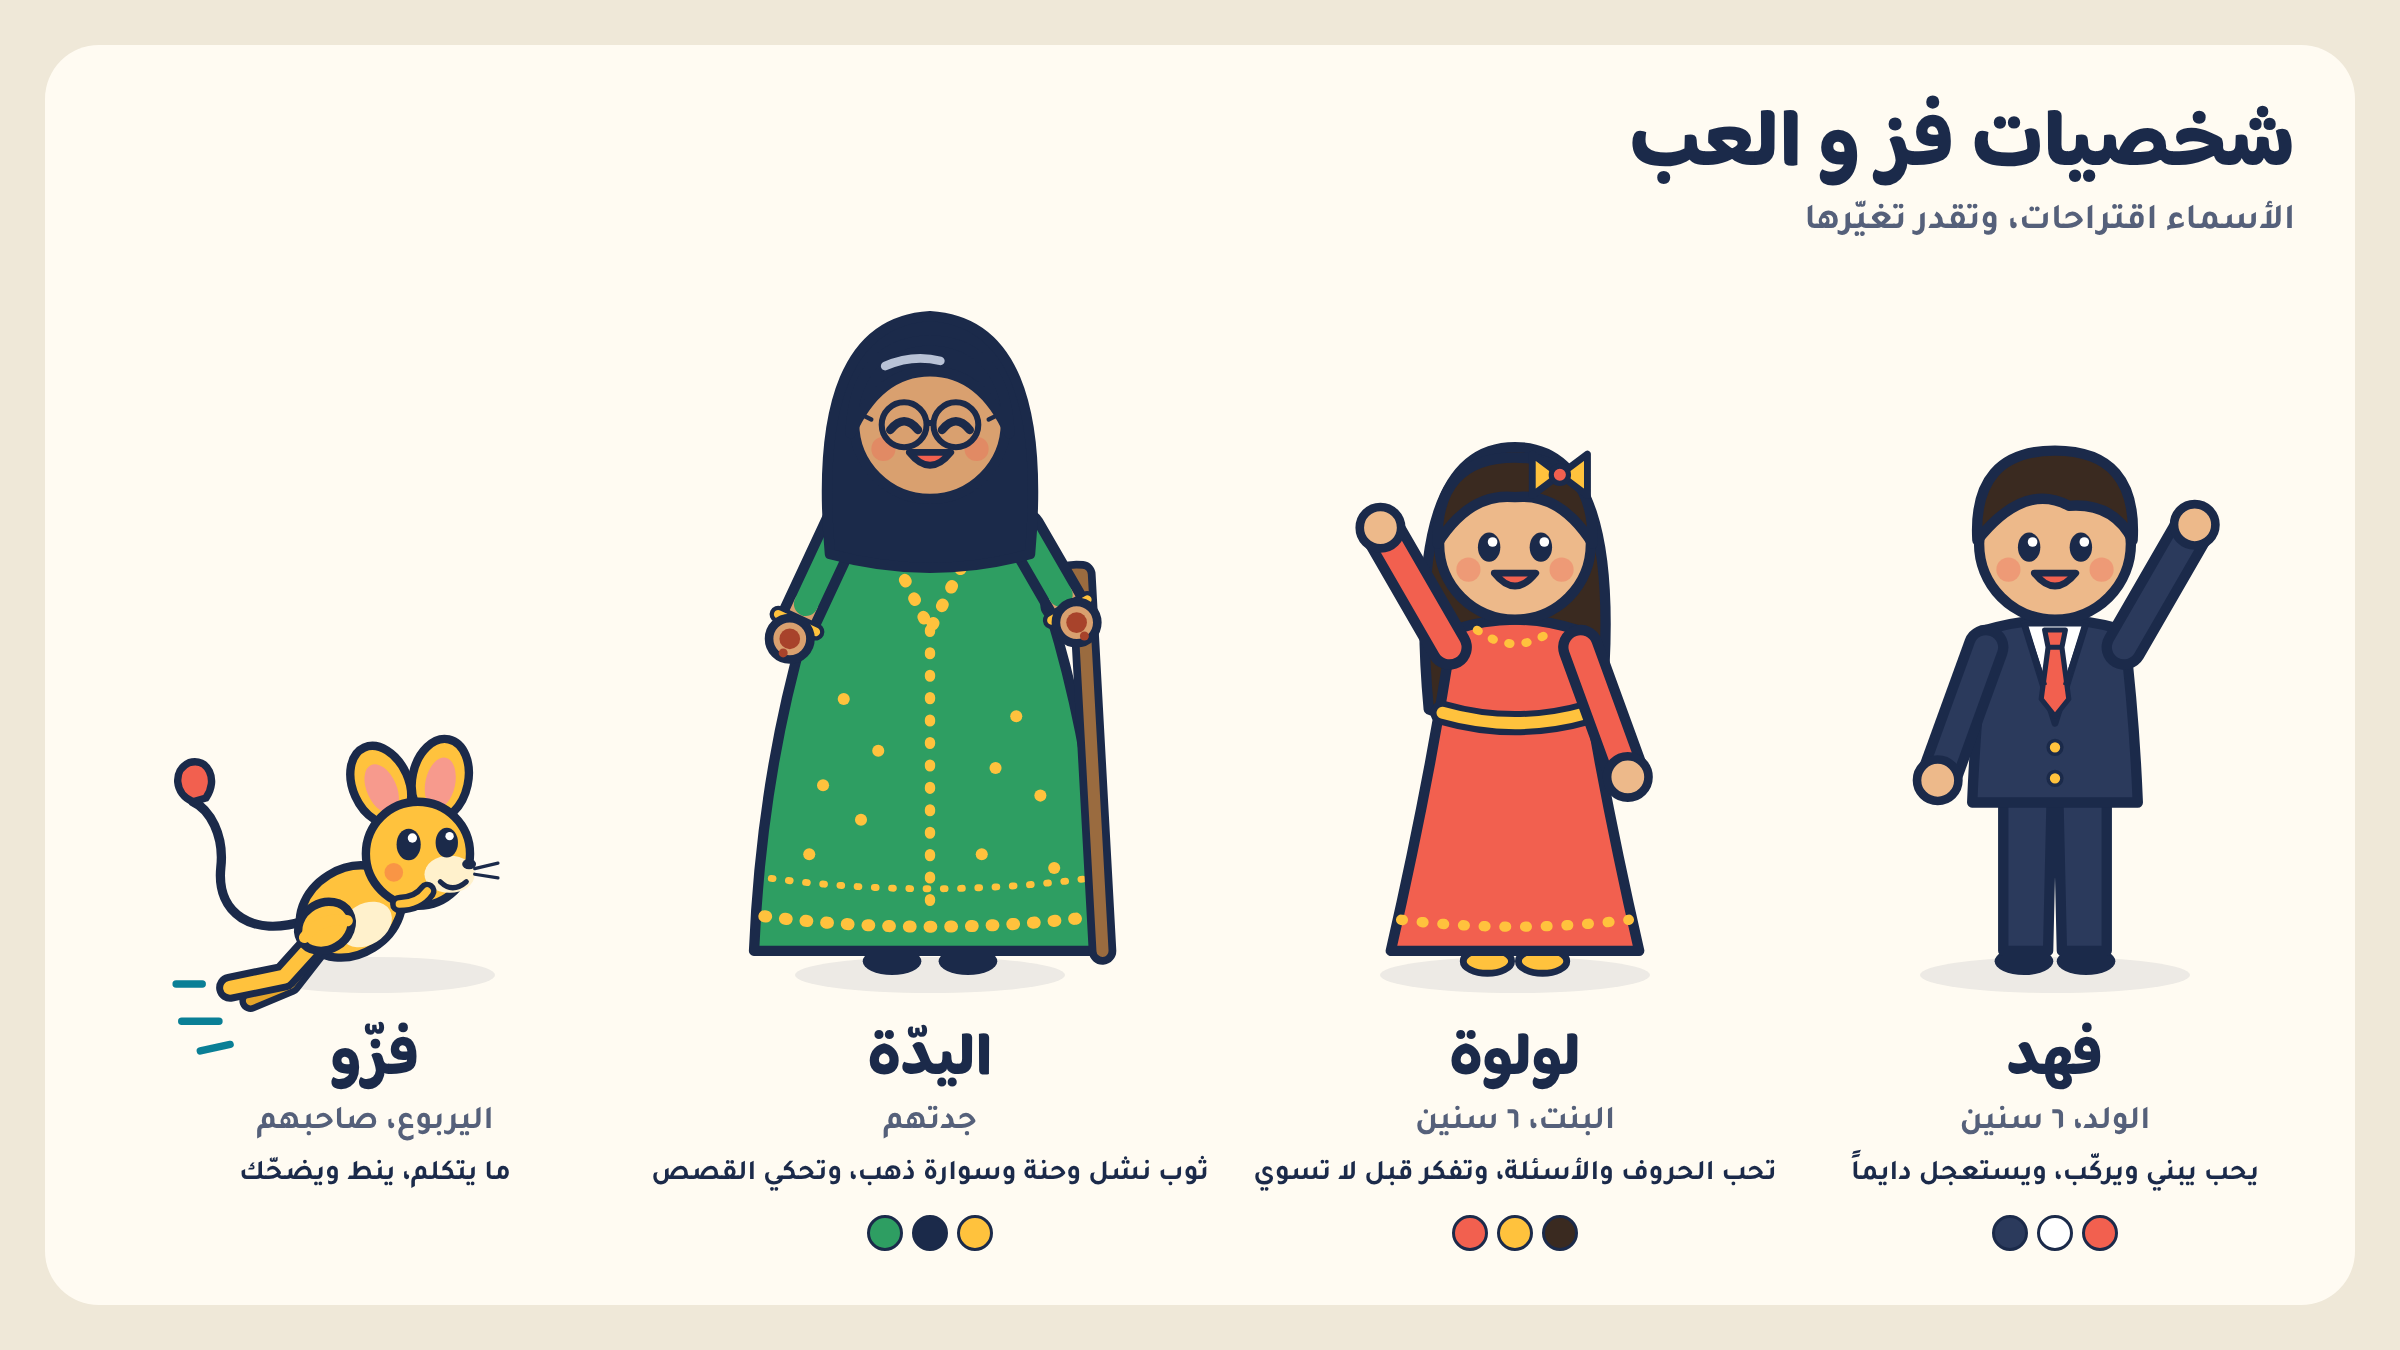 شخصيات فز و العب
الأسماء اقتراحات، وتقدر تغيّرها
فهد
الولد، ٦ سنين
يحب يبني ويركّب، ويستعجل دايماً
لولوة
البنت، ٦ سنين
تحب الحروف والأسئلة، وتفكر قبل لا تسوي
اليدّة
جدتهم
ثوب نشل وحنة وسوارة ذهب، وتحكي القصص
فزّو
اليربوع، صاحبهم
ما يتكلم، ينط ويضحّك